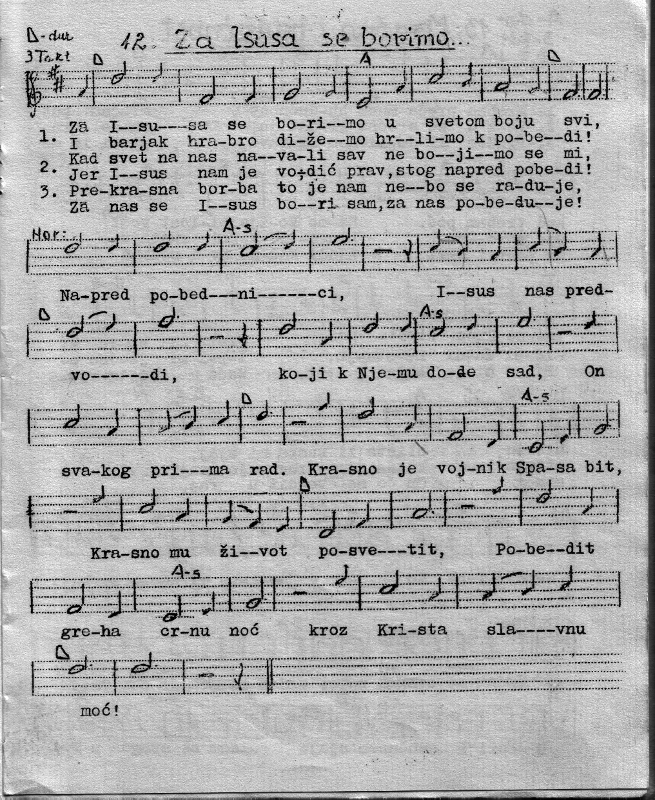 D-dur
3 Takt
12. Za Isusa se borimo...
D A D
1. Za I--su---sa se bo-ri--mo u svetom boju svi,
I barjak hra-bro di-že--mo hr--li-mo k po-be--di!
2. Kad svet na nas na--va-li sav ne bo--ji--mo se mi,
Jer I--sus nam je vo-dić prav,stog napred pobedi!
3. Pre-kra-sna bor-ba to je nam ne--bo se ra-du-je,
Za nas se I--sus bo--ri sam,za nas po-be-du--je!
Hor: A-s
Na-pred po-bed---ni------ci, I--sus nas pred-
D A-s
vo------di, ko-ji k Nje-mu do-đe sad, On
D A-s
sva-kog pri---ma rad. Kra-sno je voj-nik Spa-sa bit,
D
Kra-sno mu ži--vot po-sve---tit, Po-be--dit
A-s
gre-ha cr-nu noć kroz Kri-sta sla----vnu
D
moć!